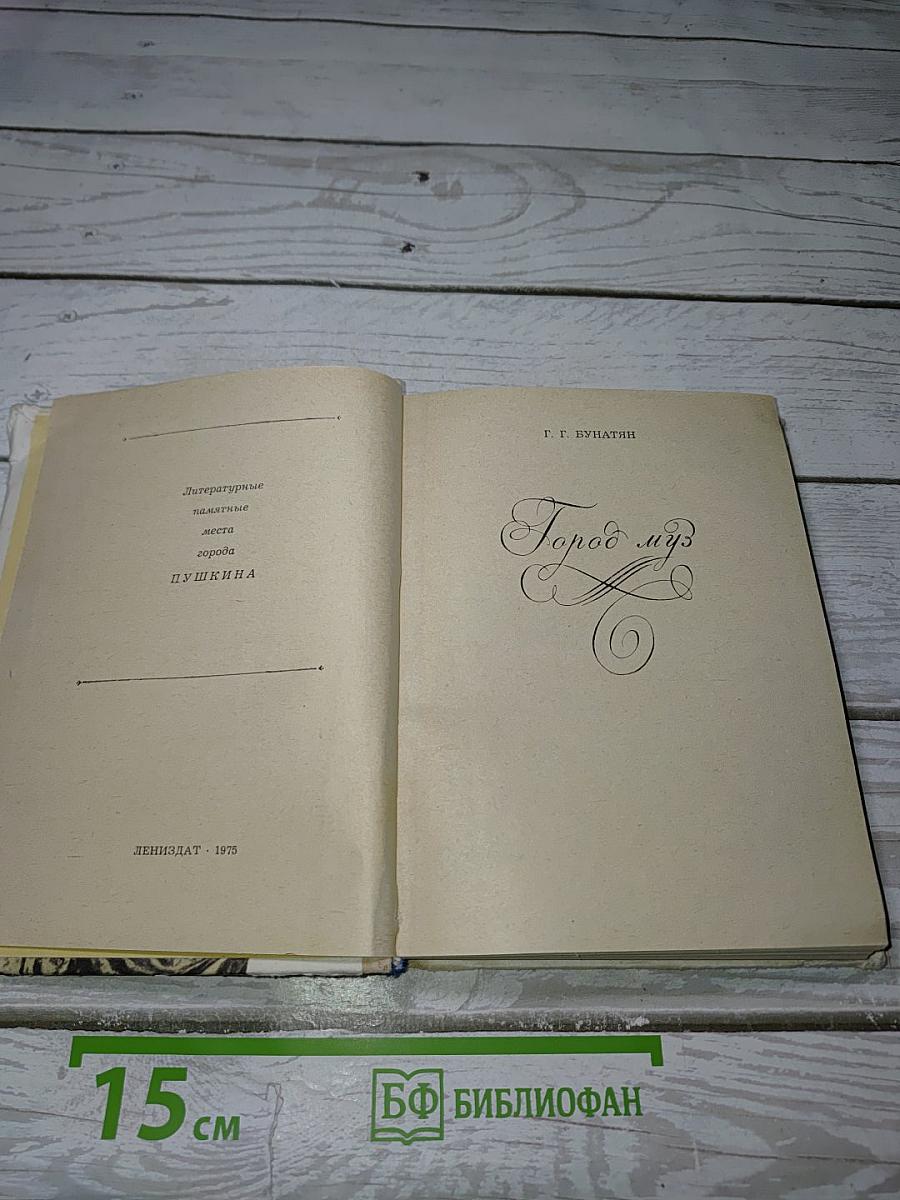 Литературные
памятные
места
города
ПУШКИНА
ЛЕНИЗДАТ · 1975
Г. Г. БУНАТЯН
Город муз
15 см
БФ БИБЛИОФАН